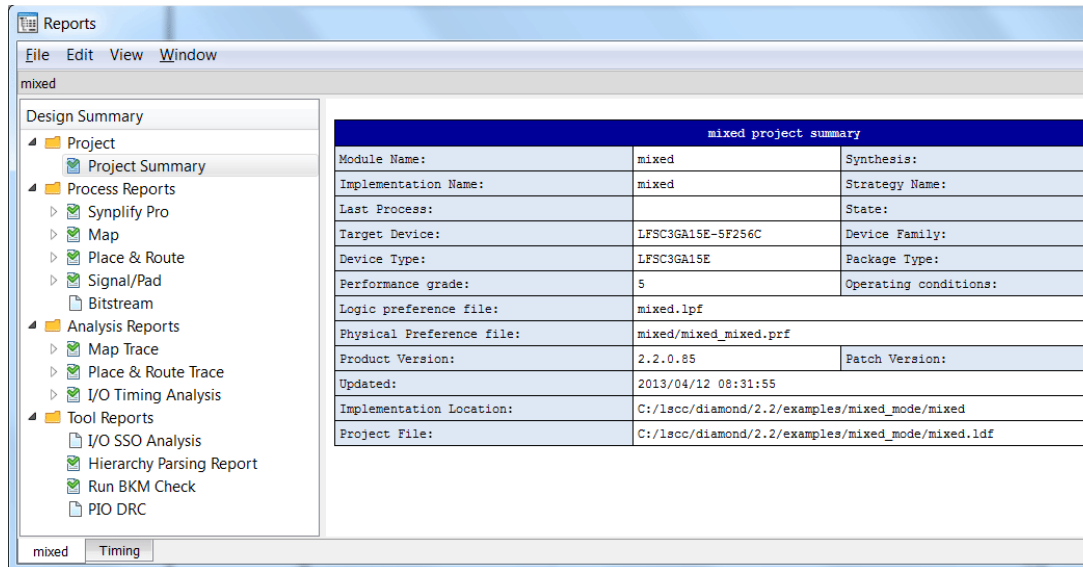 Reports
File Edit View Window
mixed
Design Summary
Project
Project Summary
Process Reports
Synplify Pro
Map
Place & Route
Signal/Pad
Bitstream
Analysis Reports
Map Trace
Place & Route Trace
I/O Timing Analysis
Tool Reports
I/O SSO Analysis
Hierarchy Parsing Report
Run BKM Check
PIO DRC
mixed project summary
Module Name: mixed Synthesis:
Implementation Name: mixed Strategy Name:
Last Process: State:
Target Device: LFSC3GA15E-5F256C Device Family:
Device Type: LFSC3GA15E Package Type:
Performance grade: 5 Operating conditions:
Logic preference file: mixed.lpf
Physical Preference file: mixed/mixed_mixed.prf
Product Version: 2.2.0.85 Patch Version:
Updated: 2013/04/12 08:31:55
Implementation Location: C:/lscc/diamond/2.2/examples/mixed_mode/mixed
Project File: C:/lscc/diamond/2.2/examples/mixed_mode/mixed.ldf
mixed Timing